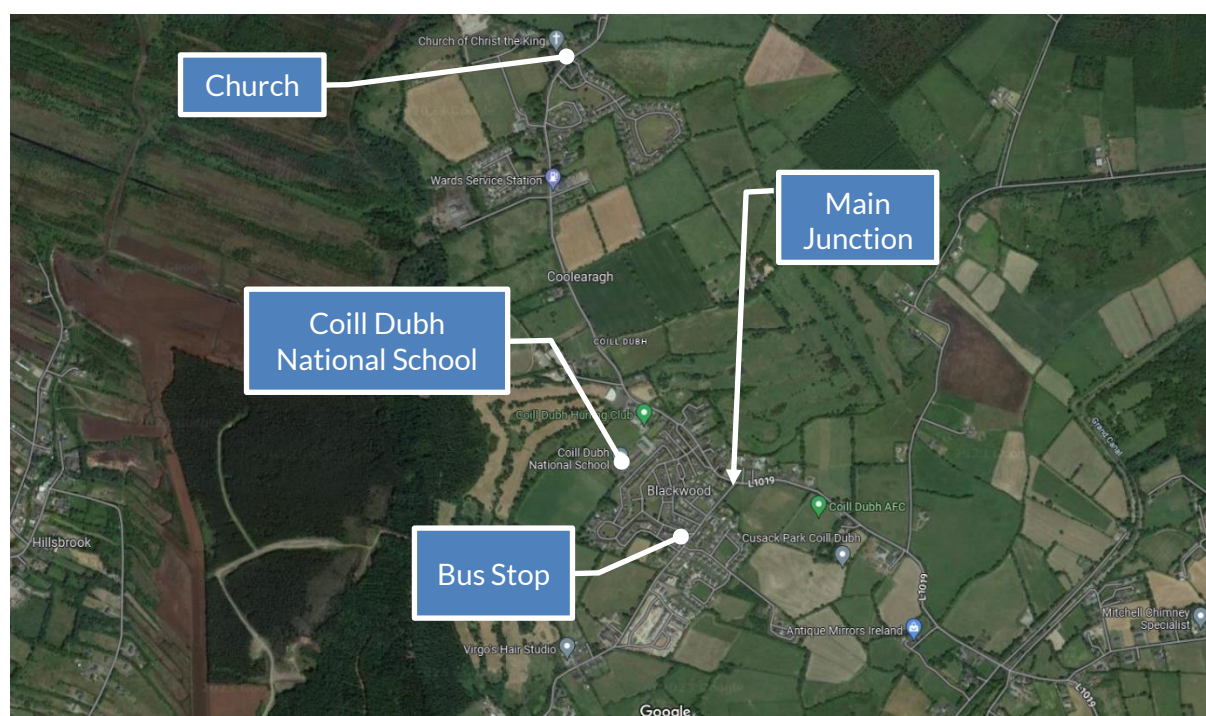 Church of Christ the King
Church
Wards Service Station
Main
Junction
Coolearagh
Coill Dubh
National School
COILL DUBH
Coill Dubh Hurling Club
Coill Dubh
National School
Blackwood
L1019
Coill Dubh AFC
Grand Canal
Hillsbrook
Bus Stop
Cusack Park Coill Dubh
L1019
Mitchell Chimney
Specialist
Antique Mirrors Ireland
Virgo's Hair Studio
L1019
Google